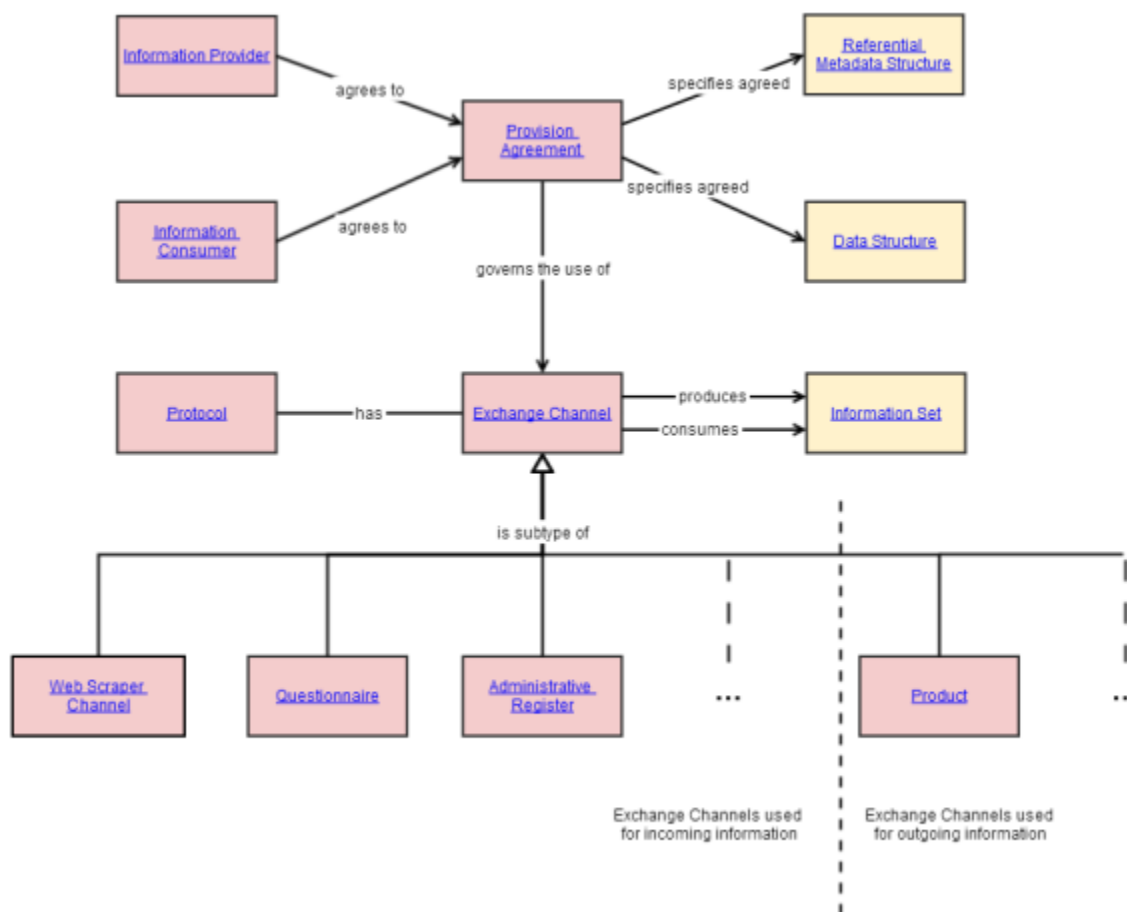 Information Provider
Referential
Metadata Structure
agrees to
specifies agreed
Provision
Agreement
Information
Consumer
agrees to
specifies agreed
Data Structure
governs the use of
Protocol
has
Exchange Channel
produces
consumes
Information Set
is subtype of
Web Scraper
Channel
Questionnaire
Administrative
Register
...
Product
...
Exchange Channels used
for incoming information
Exchange Channels used
for outgoing information